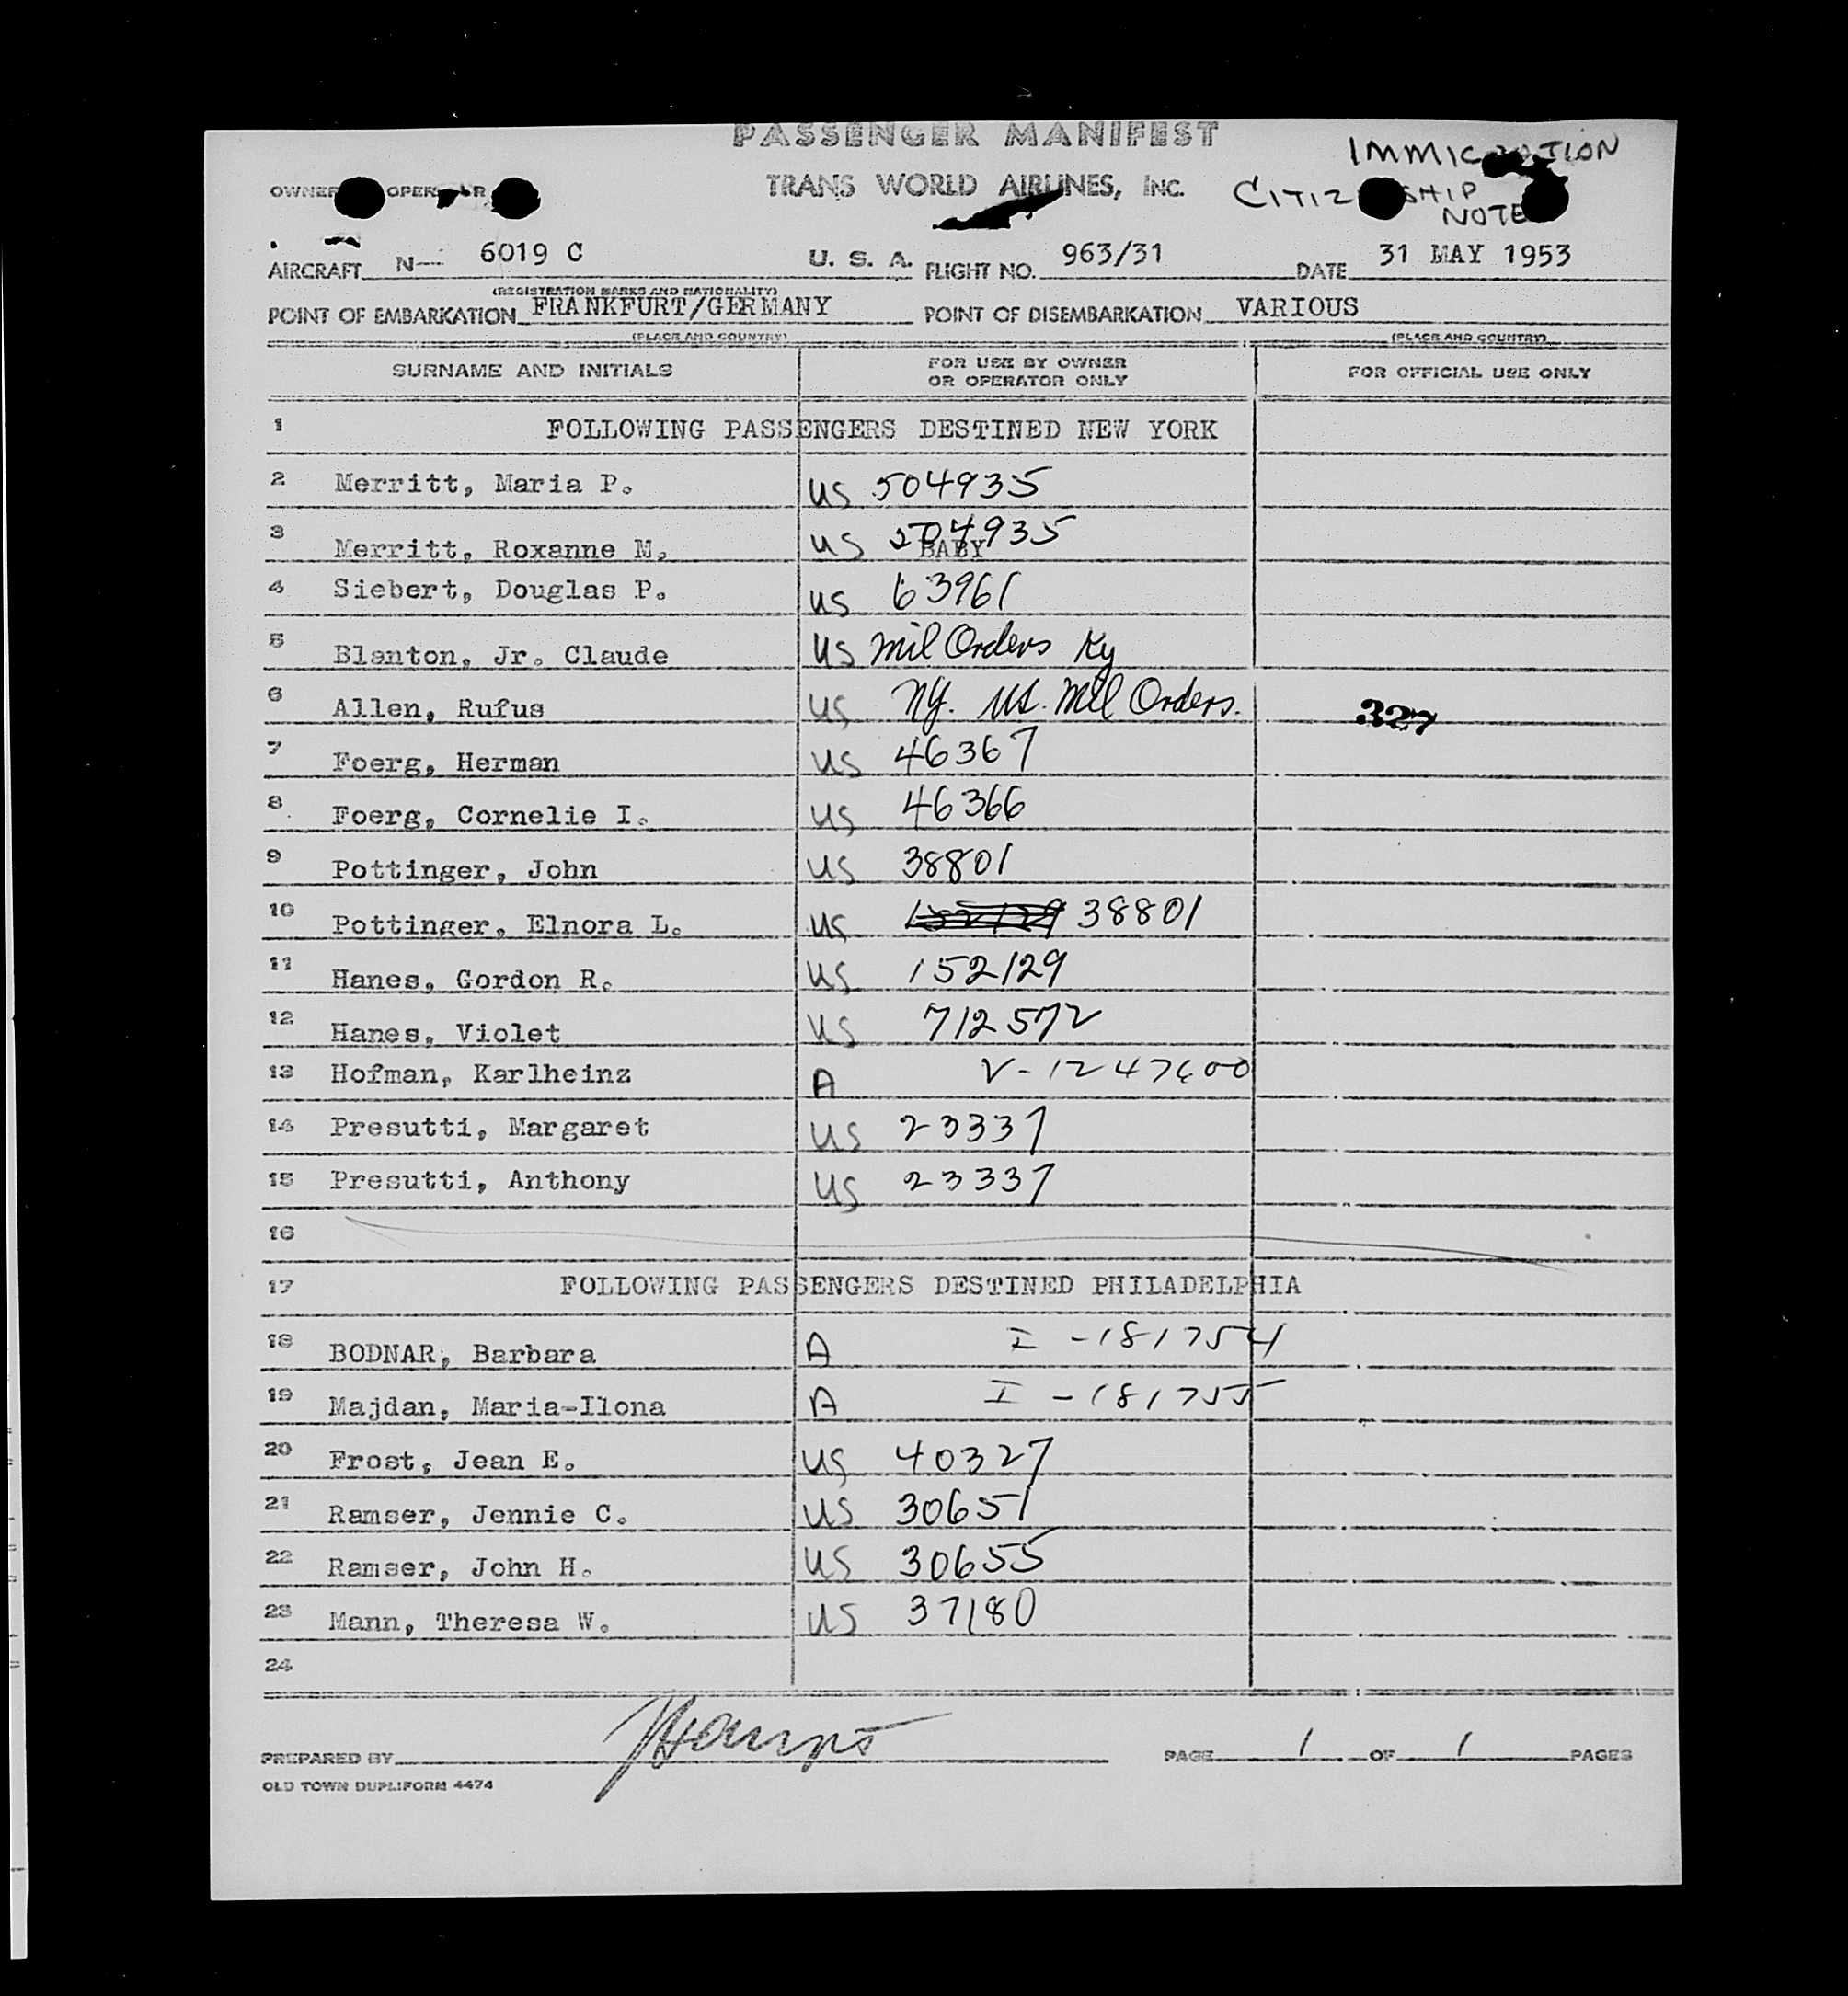 PASSENGER MANIFEST
IMMIGRATION
OWNER OPERATOR
TRANS WORLD AIRLINES, INC.
CITIZ SHIP
NOTE
AIRCRAFT N- 6019 C U. S. A. FLIGHT NO. 963/31 DATE 31 MAY 1953
(REGISTRATION MARKS AND NATIONALITY)
POINT OF EMBARKATION FRANKFURT/GERMANY POINT OF DISEMBARKATION VARIOUS
(PLACE AND COUNTRY) (PLACE AND COUNTRY)
SURNAME AND INITIALS FOR USE BY OWNER OR OPERATOR ONLY FOR OFFICIAL USE ONLY
1 FOLLOWING PASSENGERS DESTINED NEW YORK
2 Merritt, Maria P. US 504935
3 Merritt, Roxanne M. US 504935 BABY
4 Siebert, Douglas P. US 63961
5 Blanton, Jr. Claude US Mil Orders Ky
6 Allen, Rufus US NY. US. Mil Orders. 327
7 Foerg, Herman US 46367
8 Foerg, Cornelie I. US 46366
9 Pottinger, John US 38801
10 Pottinger, Elnora L. US 152129 38801
11 Hanes, Gordon R. US 152129
12 Hanes, Violet US 712572
13 Hofman, Karlheinz A V-1247600
14 Presutti, Margaret US 23337
15 Presutti, Anthony US 23337
16
17 FOLLOWING PASSENGERS DESTINED PHILADELPHIA
18 BODNAR, Barbara A I-181754
19 Majdan, Maria-Ilona A I-181755
20 Frost, Jean E. US 40327
21 Ramser, Jennie C. US 30651
22 Ramser, John H. US 30655
23 Mann, Theresa W. US 37180
24
PREPARED BY PAGE 1 OF 1 PAGES
OLD TOWN DUPLIFORM 4474